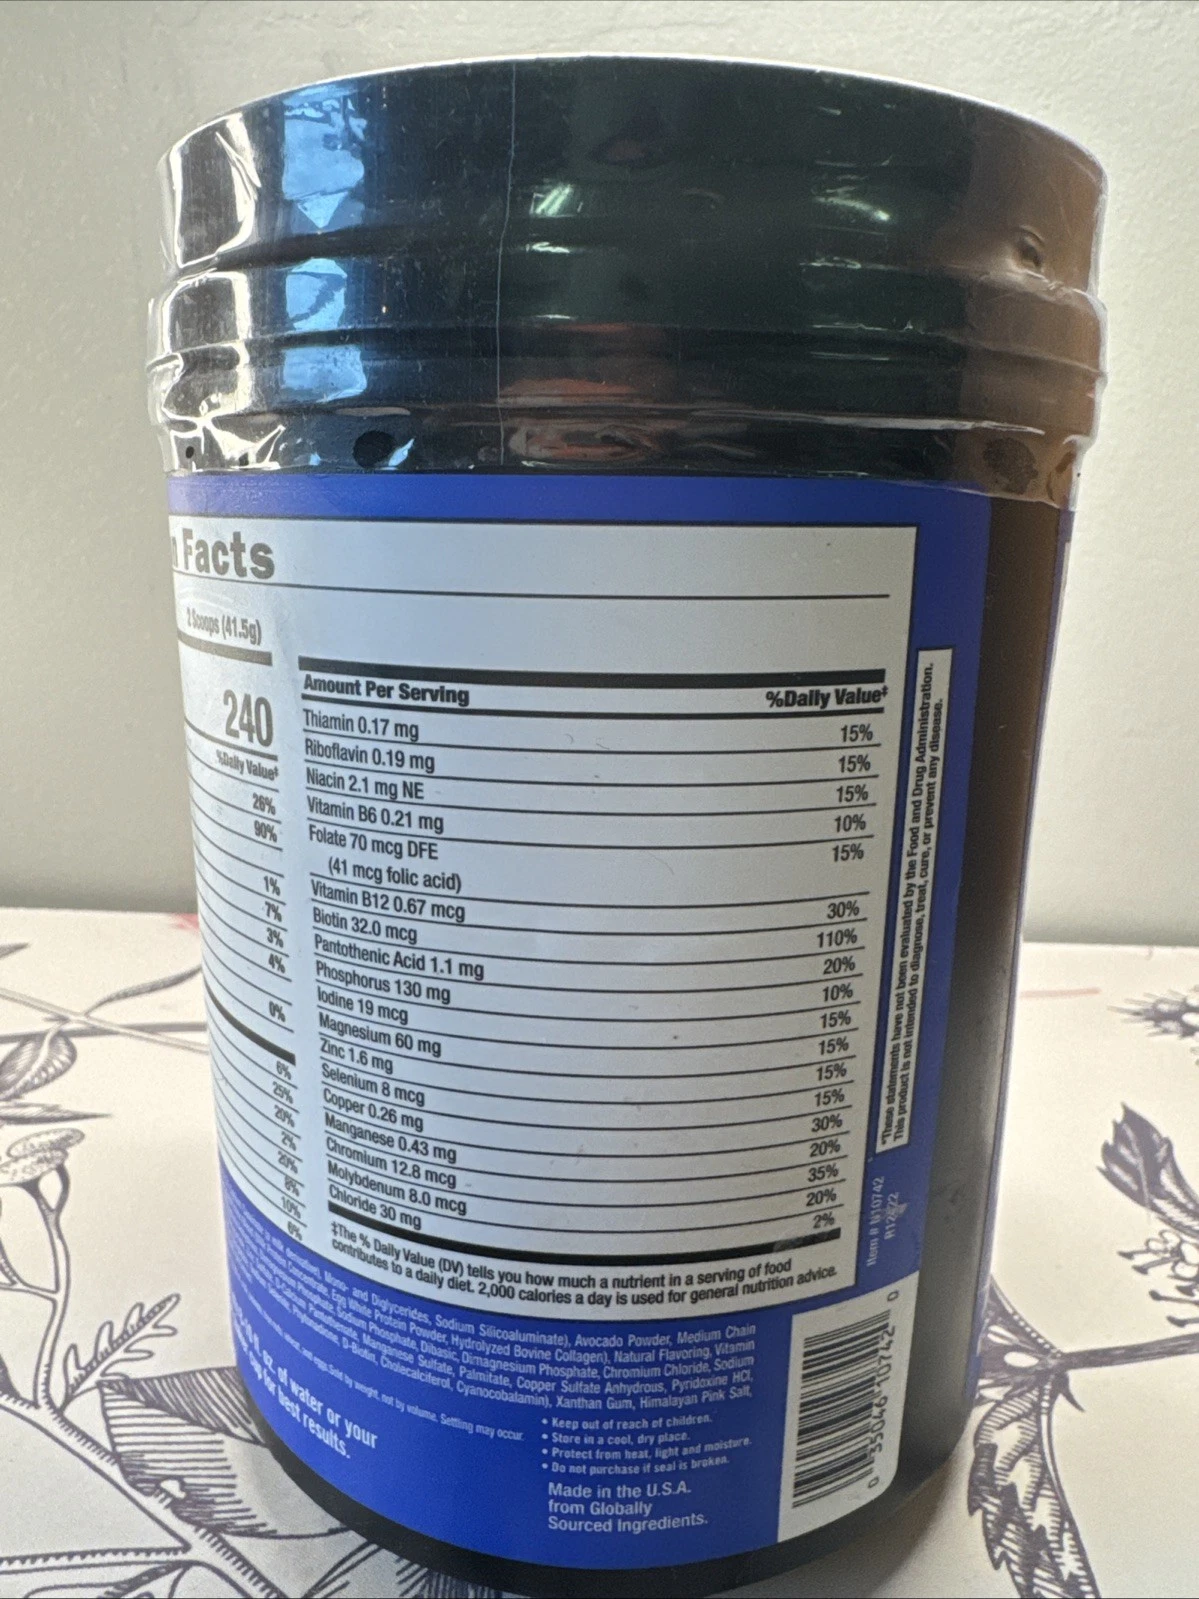 Facts
2 Scoops (41.5g)
240
%Daily Value‡
26%
90%
1%
7%
3%
4%
0%
6%
25%
20%
2%
20%
8%
10%
6%
Amount Per Serving %Daily Value‡
Thiamin 0.17 mg 15%
Riboflavin 0.19 mg 15%
Niacin 2.1 mg NE 15%
Vitamin B6 0.21 mg 10%
Folate 70 mcg DFE 15%
(41 mcg folic acid)
Vitamin B12 0.67 mcg 30%
Biotin 32.0 mcg 110%
Pantothenic Acid 1.1 mg 20%
Phosphorus 130 mg 10%
Iodine 19 mcg 15%
Magnesium 60 mg 15%
Zinc 1.6 mg 15%
Selenium 8 mcg 15%
Copper 0.26 mg 30%
Manganese 0.43 mg 20%
Chromium 12.8 mcg 35%
Molybdenum 8.0 mcg 20%
Chloride 30 mg 2%
‡The % Daily Value (DV) tells you how much a nutrient in a serving of food
contributes to a daily diet. 2,000 calories a day is used for general nutrition advice.
Mono- and Diglycerides, Sodium Silicoaluminate), Avocado Powder, Medium Chain
Egg White Protein Powder, Hydrolyzed Bovine Collagen), Natural Flavoring, Vitamin
Sodium Phosphate, Dibasic, Dimagnesium Phosphate, Chromium Chloride, Sodium
Manganese Sulfate, Palmitate, Copper Sulfate Anhydrous, Pyridoxine HCl,
D-Biotin, Cholecalciferol, Cyanocobalamin), Xanthan Gum, Himalayan Pink Salt,
Sold by weight, not by volume. Settling may occur.
fl. oz. of water or your
for best results.
• Keep out of reach of children.
• Store in a cool, dry place.
• Protect from heat, light and moisture.
• Do not purchase if seal is broken.
Made in the U.S.A.
from Globally
Sourced Ingredients.
*These statements have not been evaluated by the Food and Drug Administration.
This product is not intended to diagnose, treat, cure, or prevent any disease.
Item # N10742
0 35046 10742 0